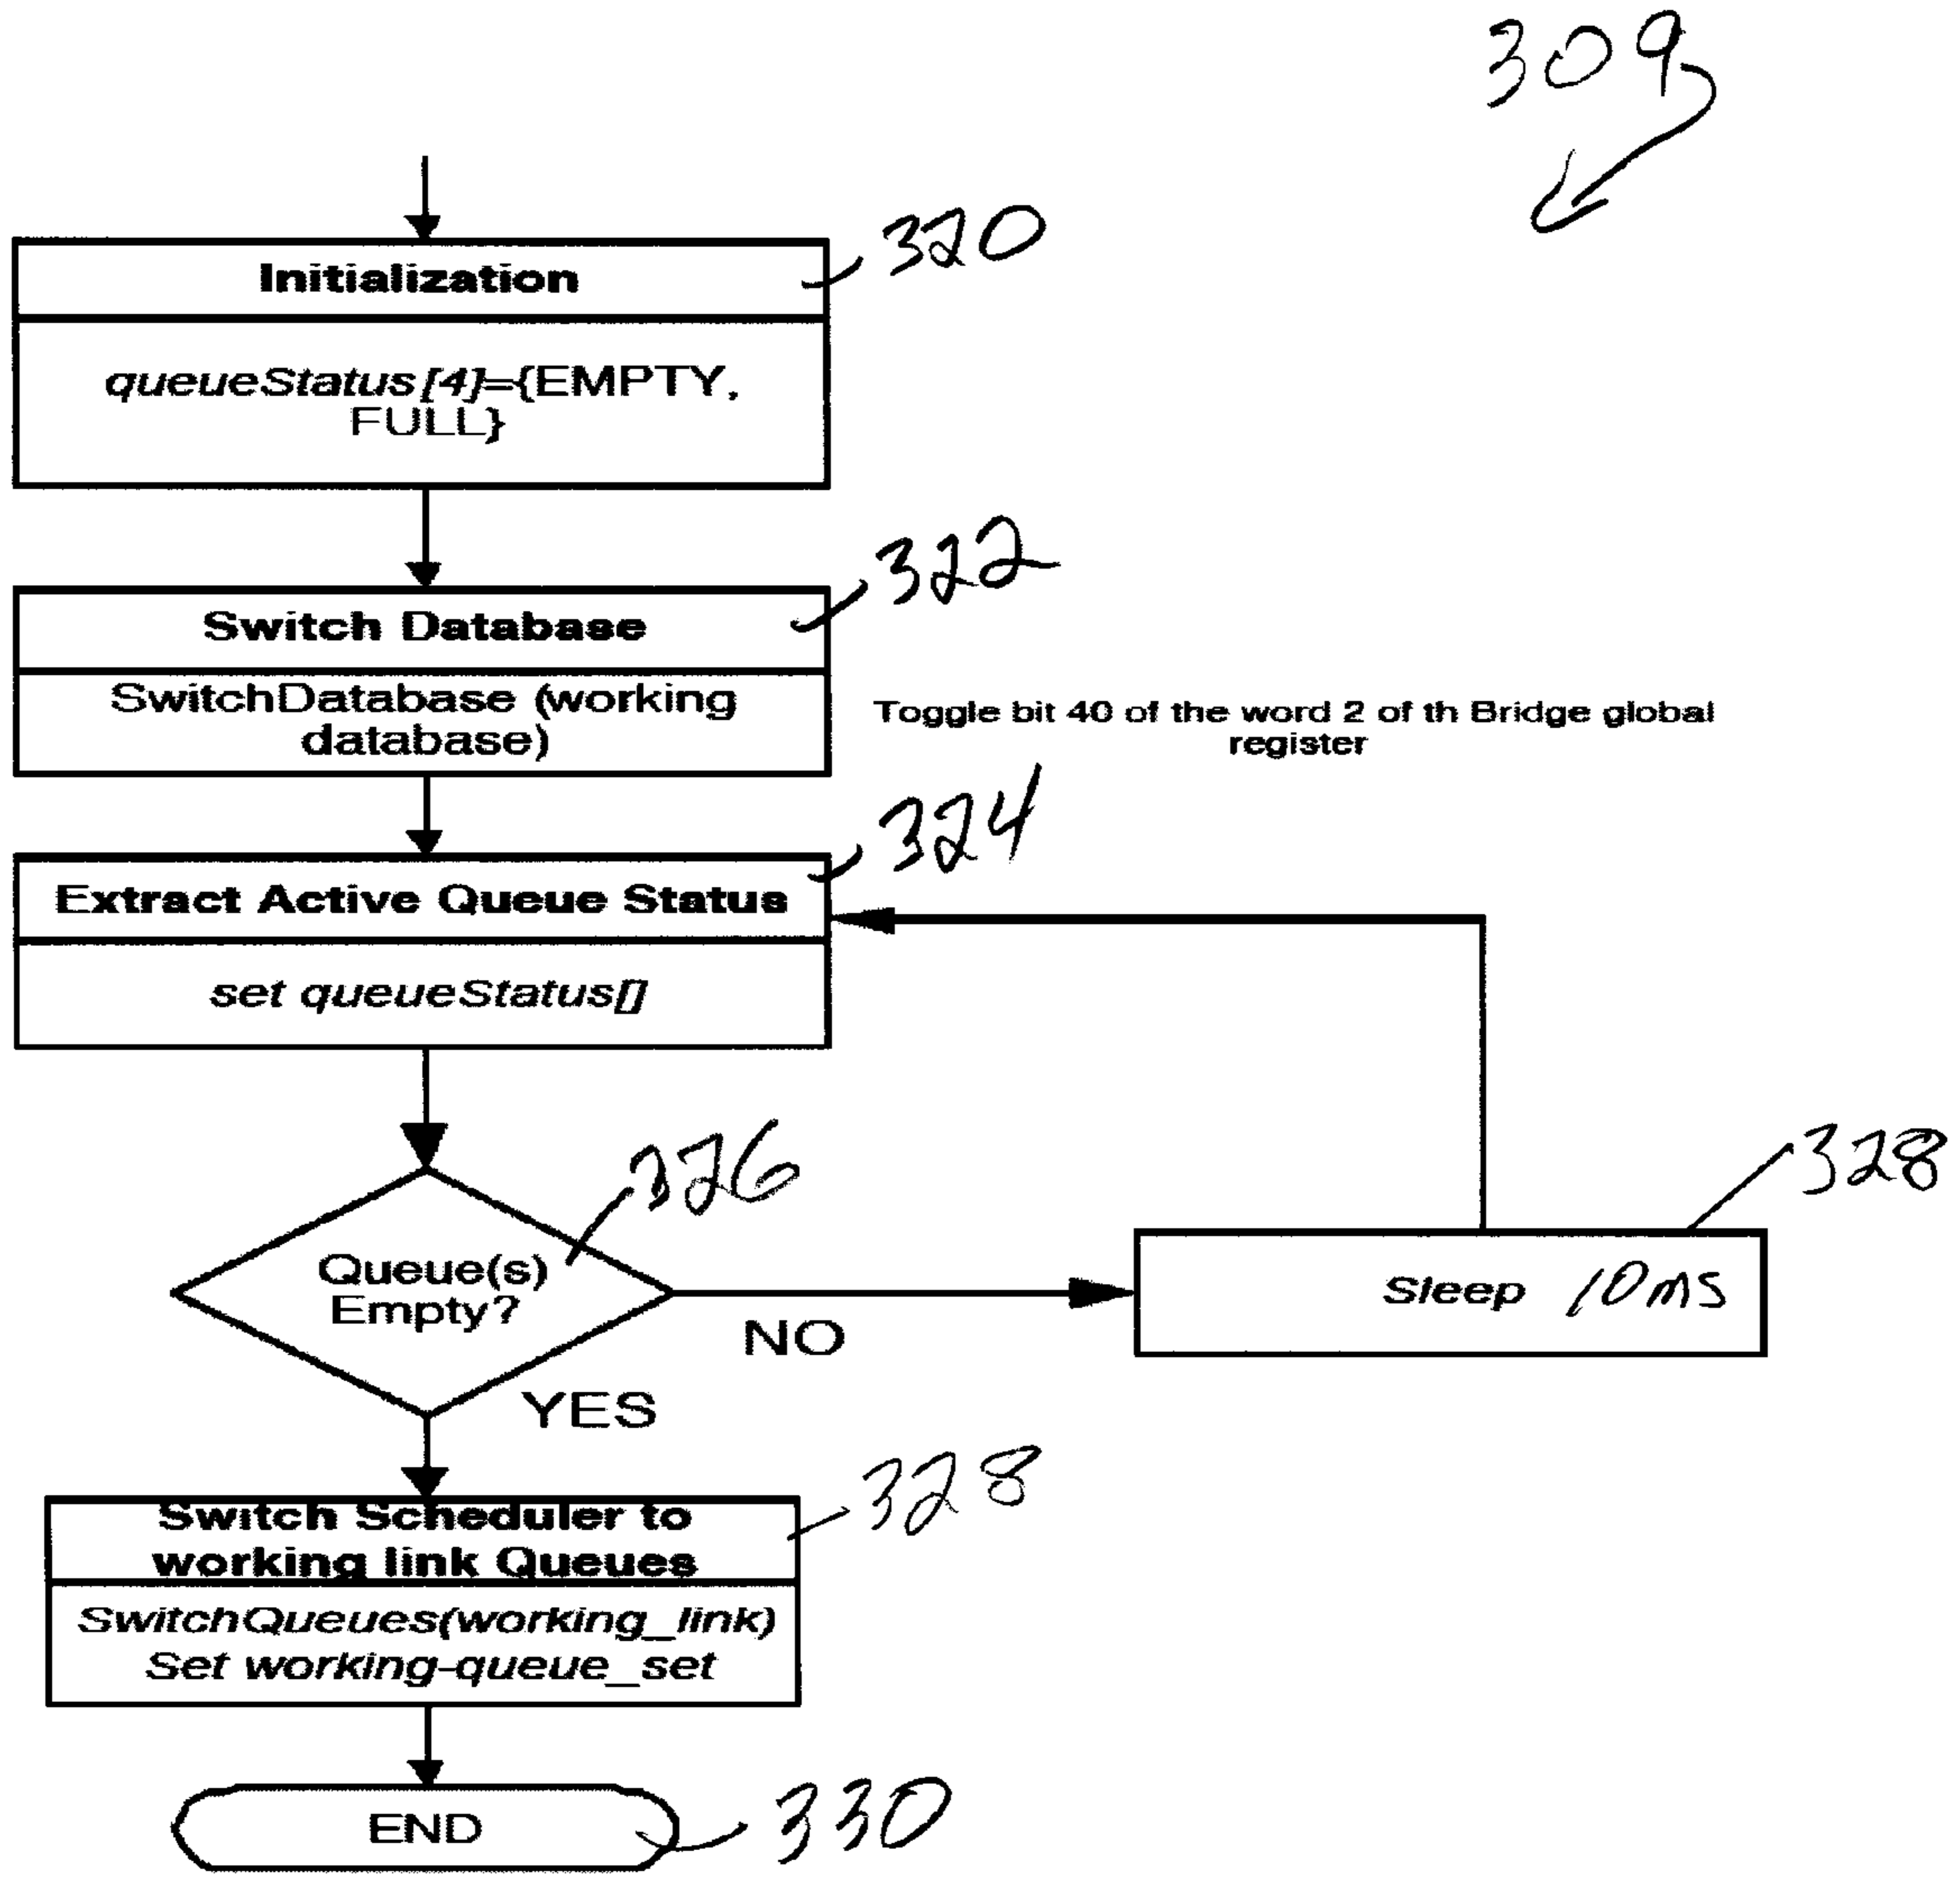 309
320
Initialization
queueStatus[4]={EMPTY,
FULL}
322
Switch Database
SwitchDatabase (working
database)
Toggle bit 40 of the word 2 of th Bridge global
register
324
Extract Active Queue Status
set queueStatus[]
326
Queue(s)
Empty?
NO
YES
328
Sleep 10ms
328
Switch Scheduler to
working link Queues
SwitchQueues(working_link)
Set working-queue_set
END
330